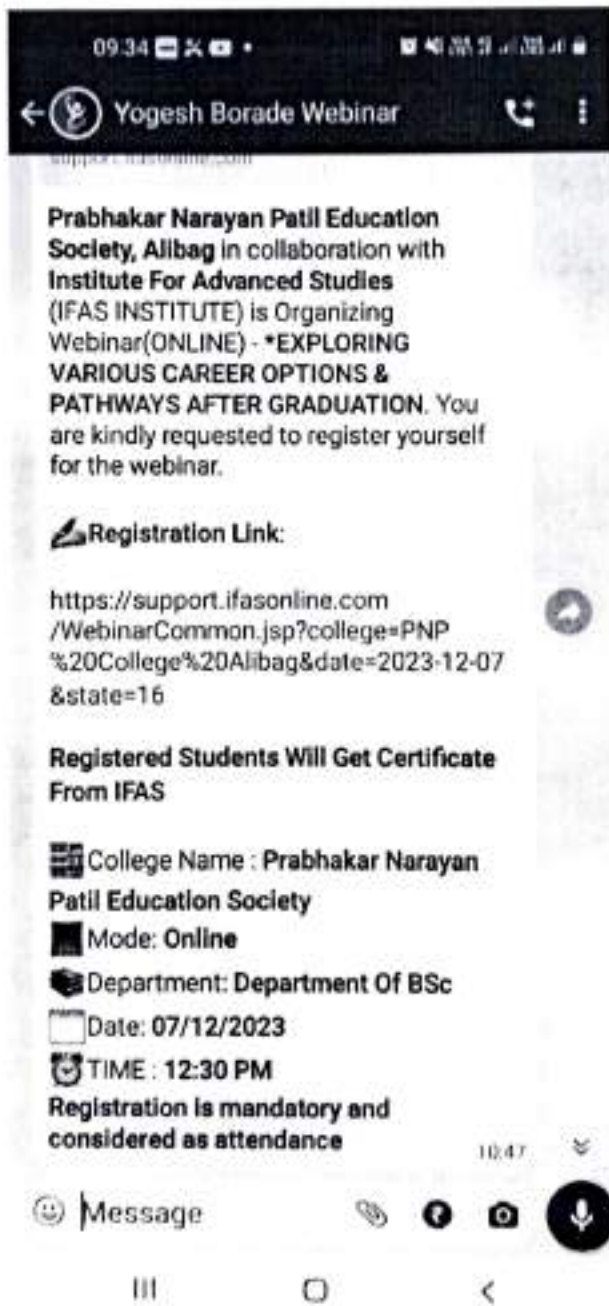 09.34
Yogesh Borade Webinar
support.ifasonline.com
Prabhakar Narayan Patil Education
Society, Alibag in collaboration with
Institute For Advanced Studies
(IFAS INSTITUTE) is Organizing
Webinar(ONLINE) - *EXPLORING
VARIOUS CAREER OPTIONS &
PATHWAYS AFTER GRADUATION. You
are kindly requested to register yourself
for the webinar.
Registration Link:
https://support.ifasonline.com
/WebinarCommon.jsp?college=PNP
%20College%20Alibag&date=2023-12-07
&state=16
Registered Students Will Get Certificate
From IFAS
College Name : Prabhakar Narayan
Patil Education Society
Mode: Online
Department: Department Of BSc
Date: 07/12/2023
TIME : 12:30 PM
Registration is mandatory and
considered as attendance
10:47
Message